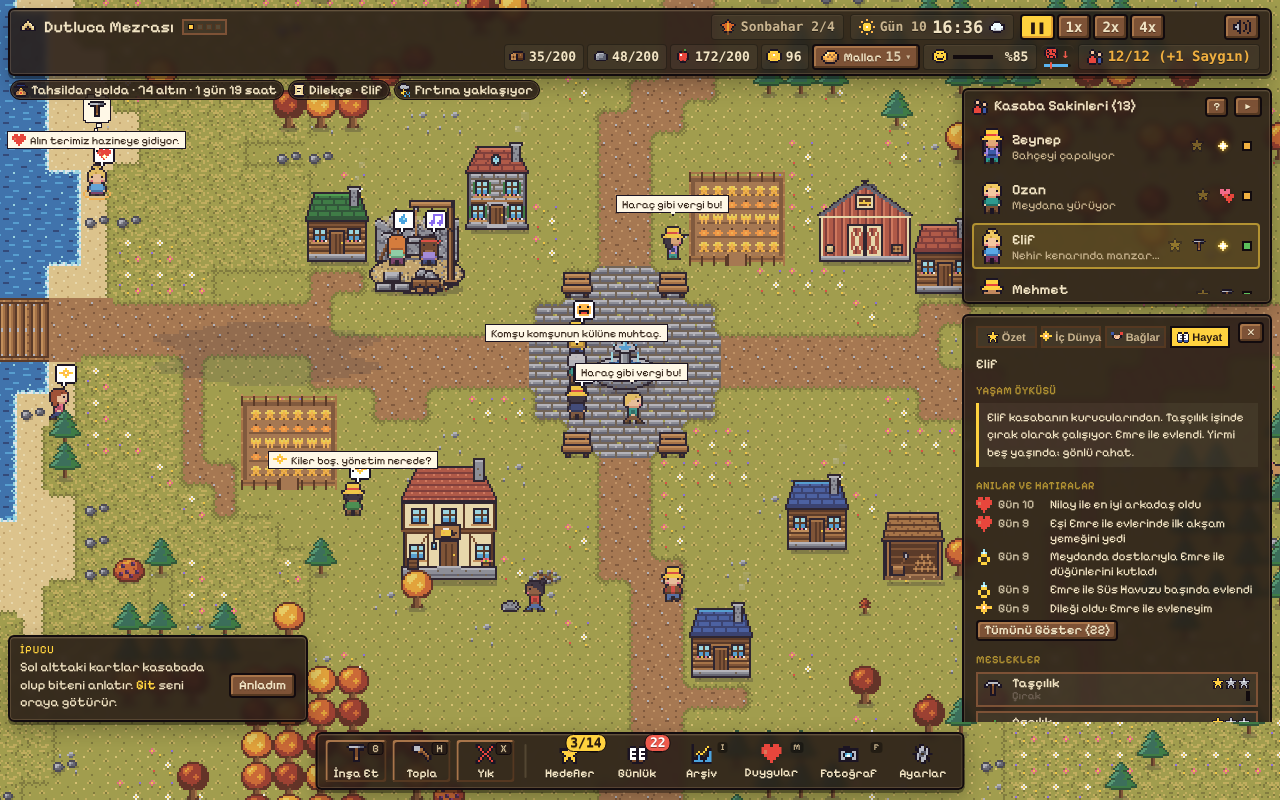 Dutluca Mezrası
Sonbahar 2/4
Gün 10 16:36
1x
2x
4x
35/200
48/200
172/200
96
Mallar 15
%85
12/12 (+1 Saygın)
Tahsildar yolda · 74 altın · 1 gün 19 saat
Dilekçe · Elif
Fırtına yaklaşıyor
Alın terimiz hazineye gidiyor.
Haraç gibi vergi bu!
Komşu komşunun külüne muhtaç.
Haraç gibi vergi bu!
Kiler boş, yönetim nerede?
Kasaba Sakinleri (13)
?
Zeynep
Bahçeyi çapalıyor
Ozan
Meydana yürüyor
Elif
Nehir kenarında manzar...
Mehmet
Özet
İç Dünya
Bağlar
Hayat
Elif
YAŞAM ÖYKÜSÜ
Elif kasabanın kurucularından. Taşçılık işinde
çırak olarak çalışıyor. Emre ile evlendi. Yirmi
beş yaşında; gönlü rahat.
ANILAR VE HATIRALAR
Gün 10 Nilay ile en iyi arkadaş oldu
Gün 9 Eşi Emre ile evlerinde ilk akşam
yemeğini yedi
Gün 9 Meydanda dostlarıyla Emre ile
düğünlerini kutladı
Gün 9 Emre ile Süs Havuzu başında evlendi
Gün 9 Dileği oldu: Emre ile evleneyim
Tümünü Göster (22)
MESLEKLER
Taşçılık
Çırak
İPUCU
Sol alttaki kartlar kasabada
olup biteni anlatır. Git seni
oraya götürür.
Anladım
G
İnşa Et
H
Topla
X
Yık
3/14
Hedefler
22
Günlük
I
Arşiv
M
Duygular
F
Fotoğraf
Ayarlar